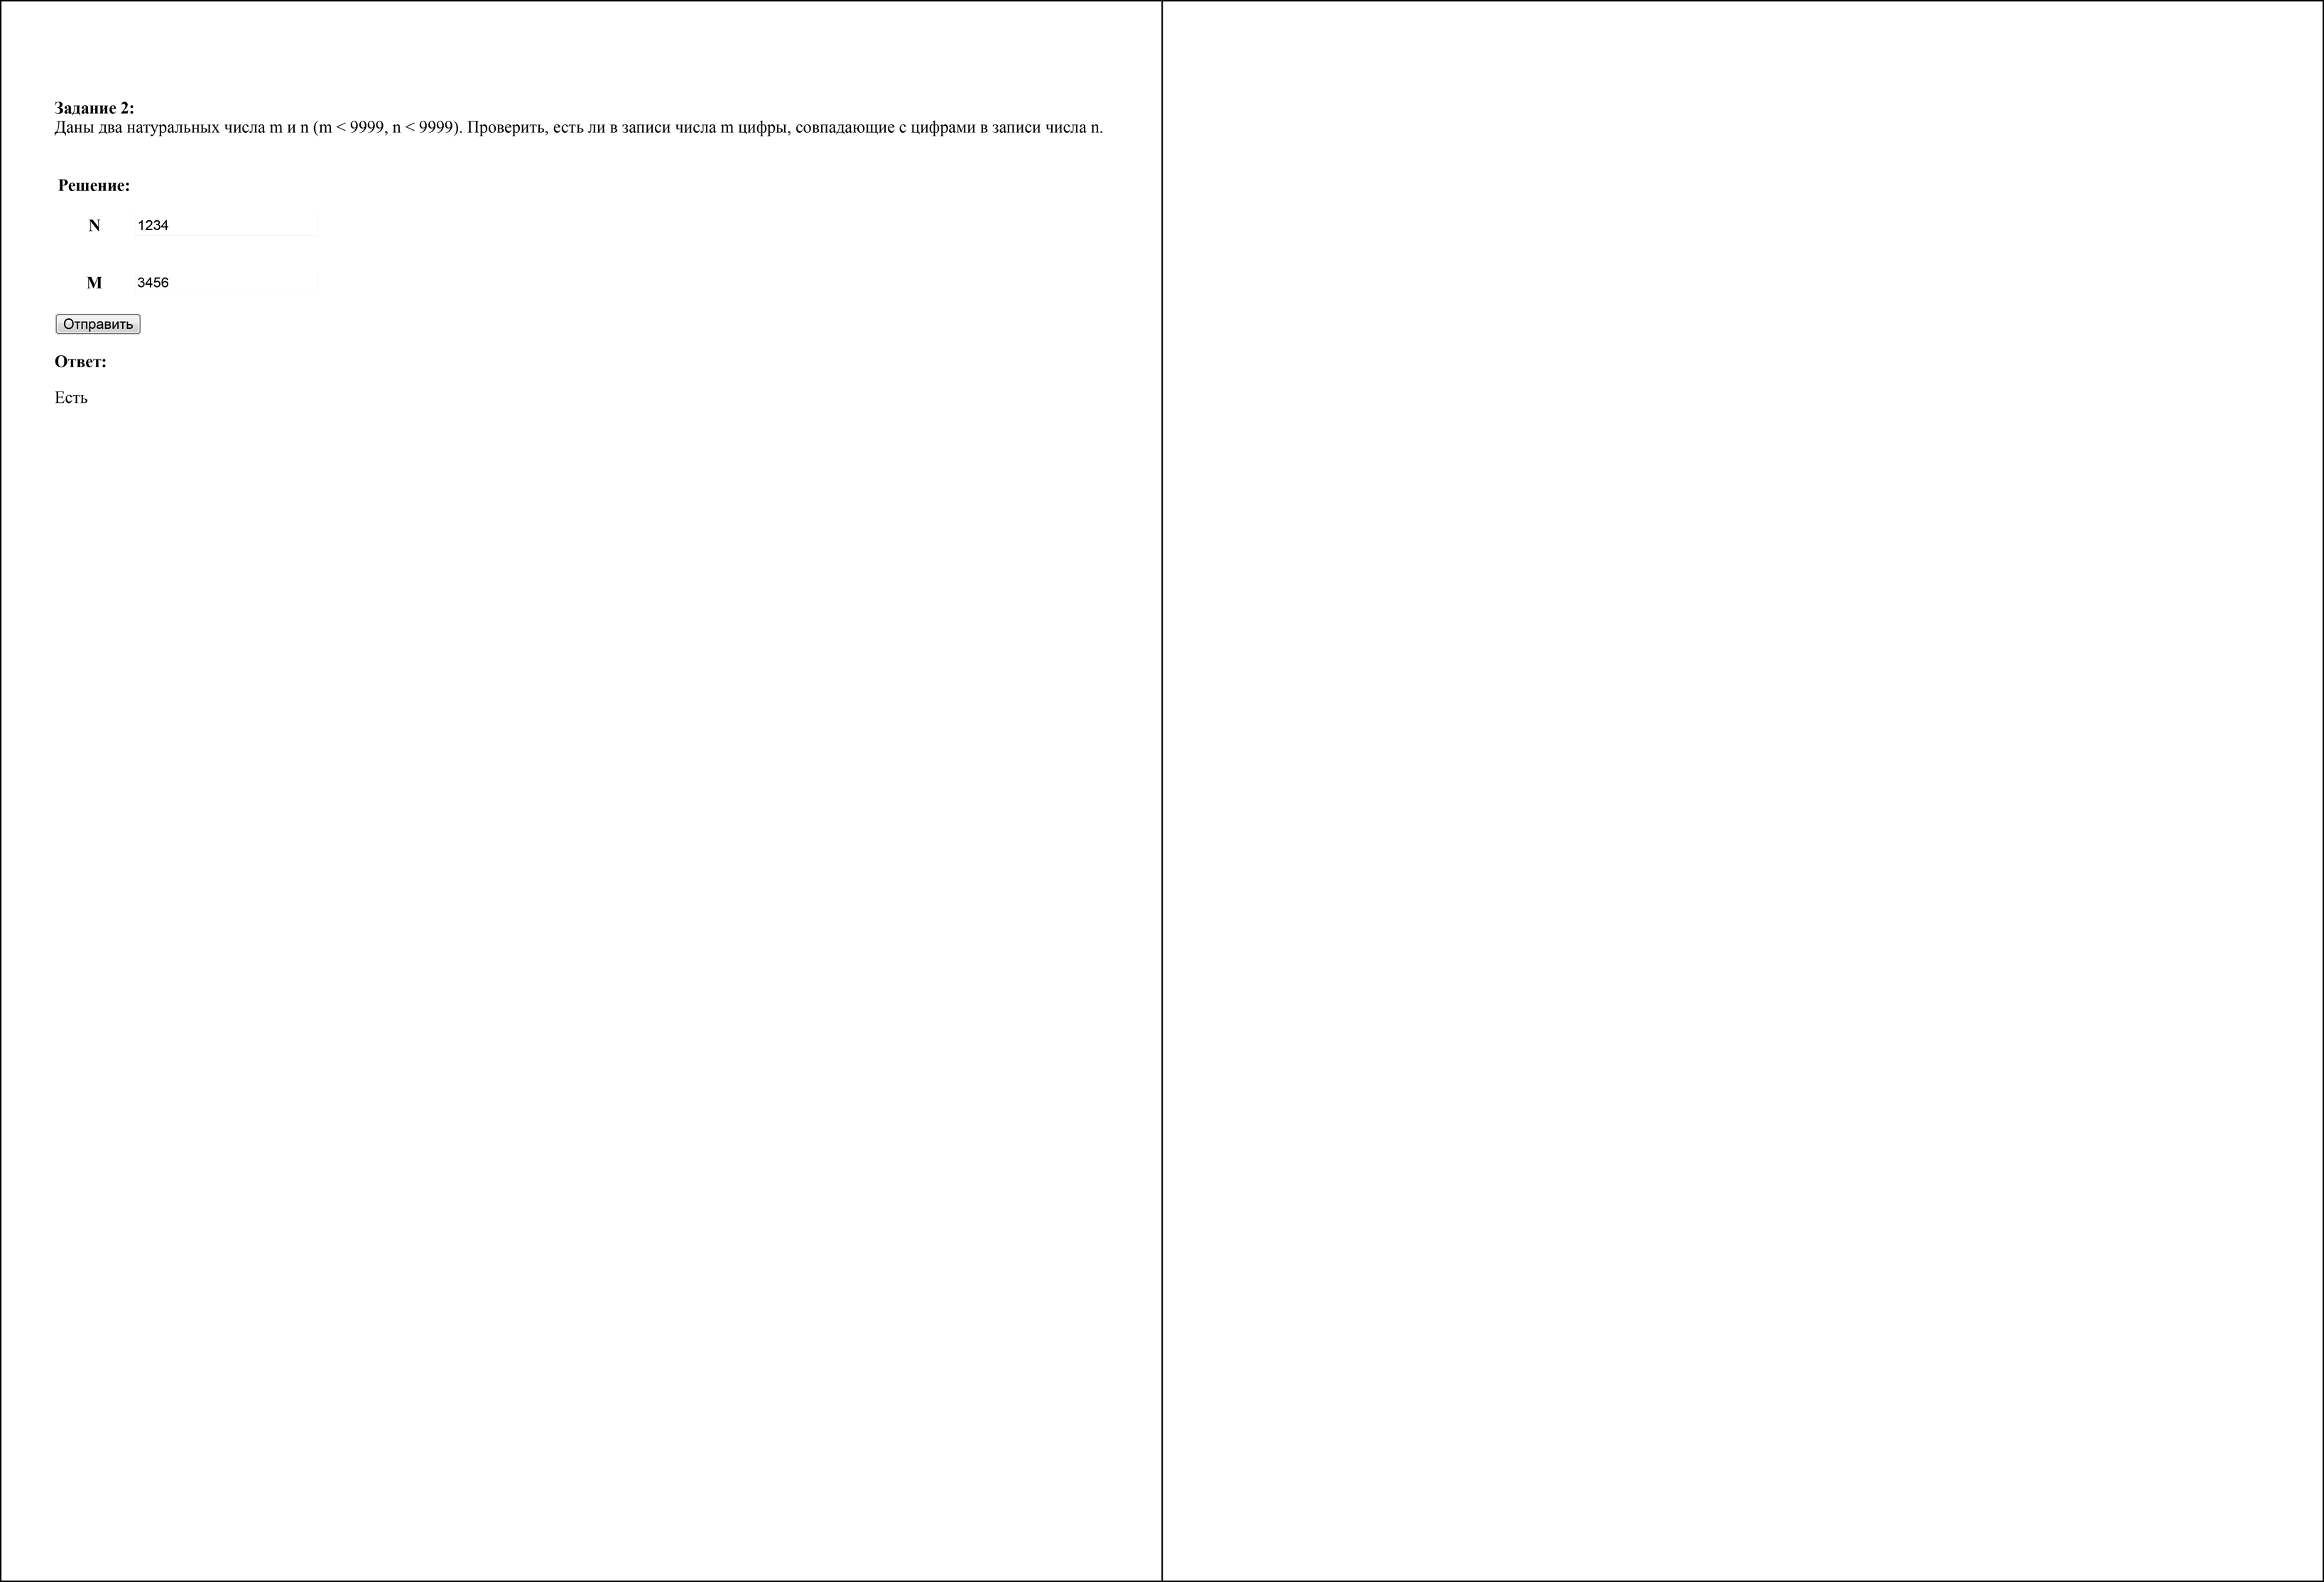 Задание 2:
Даны два натуральных числа m и n (m < 9999, n < 9999). Проверить, есть ли в записи числа m цифры, совпадающие с цифрами в записи числа n.
Решение:
N 1234
M 3456
Отправить
Ответ:
Есть